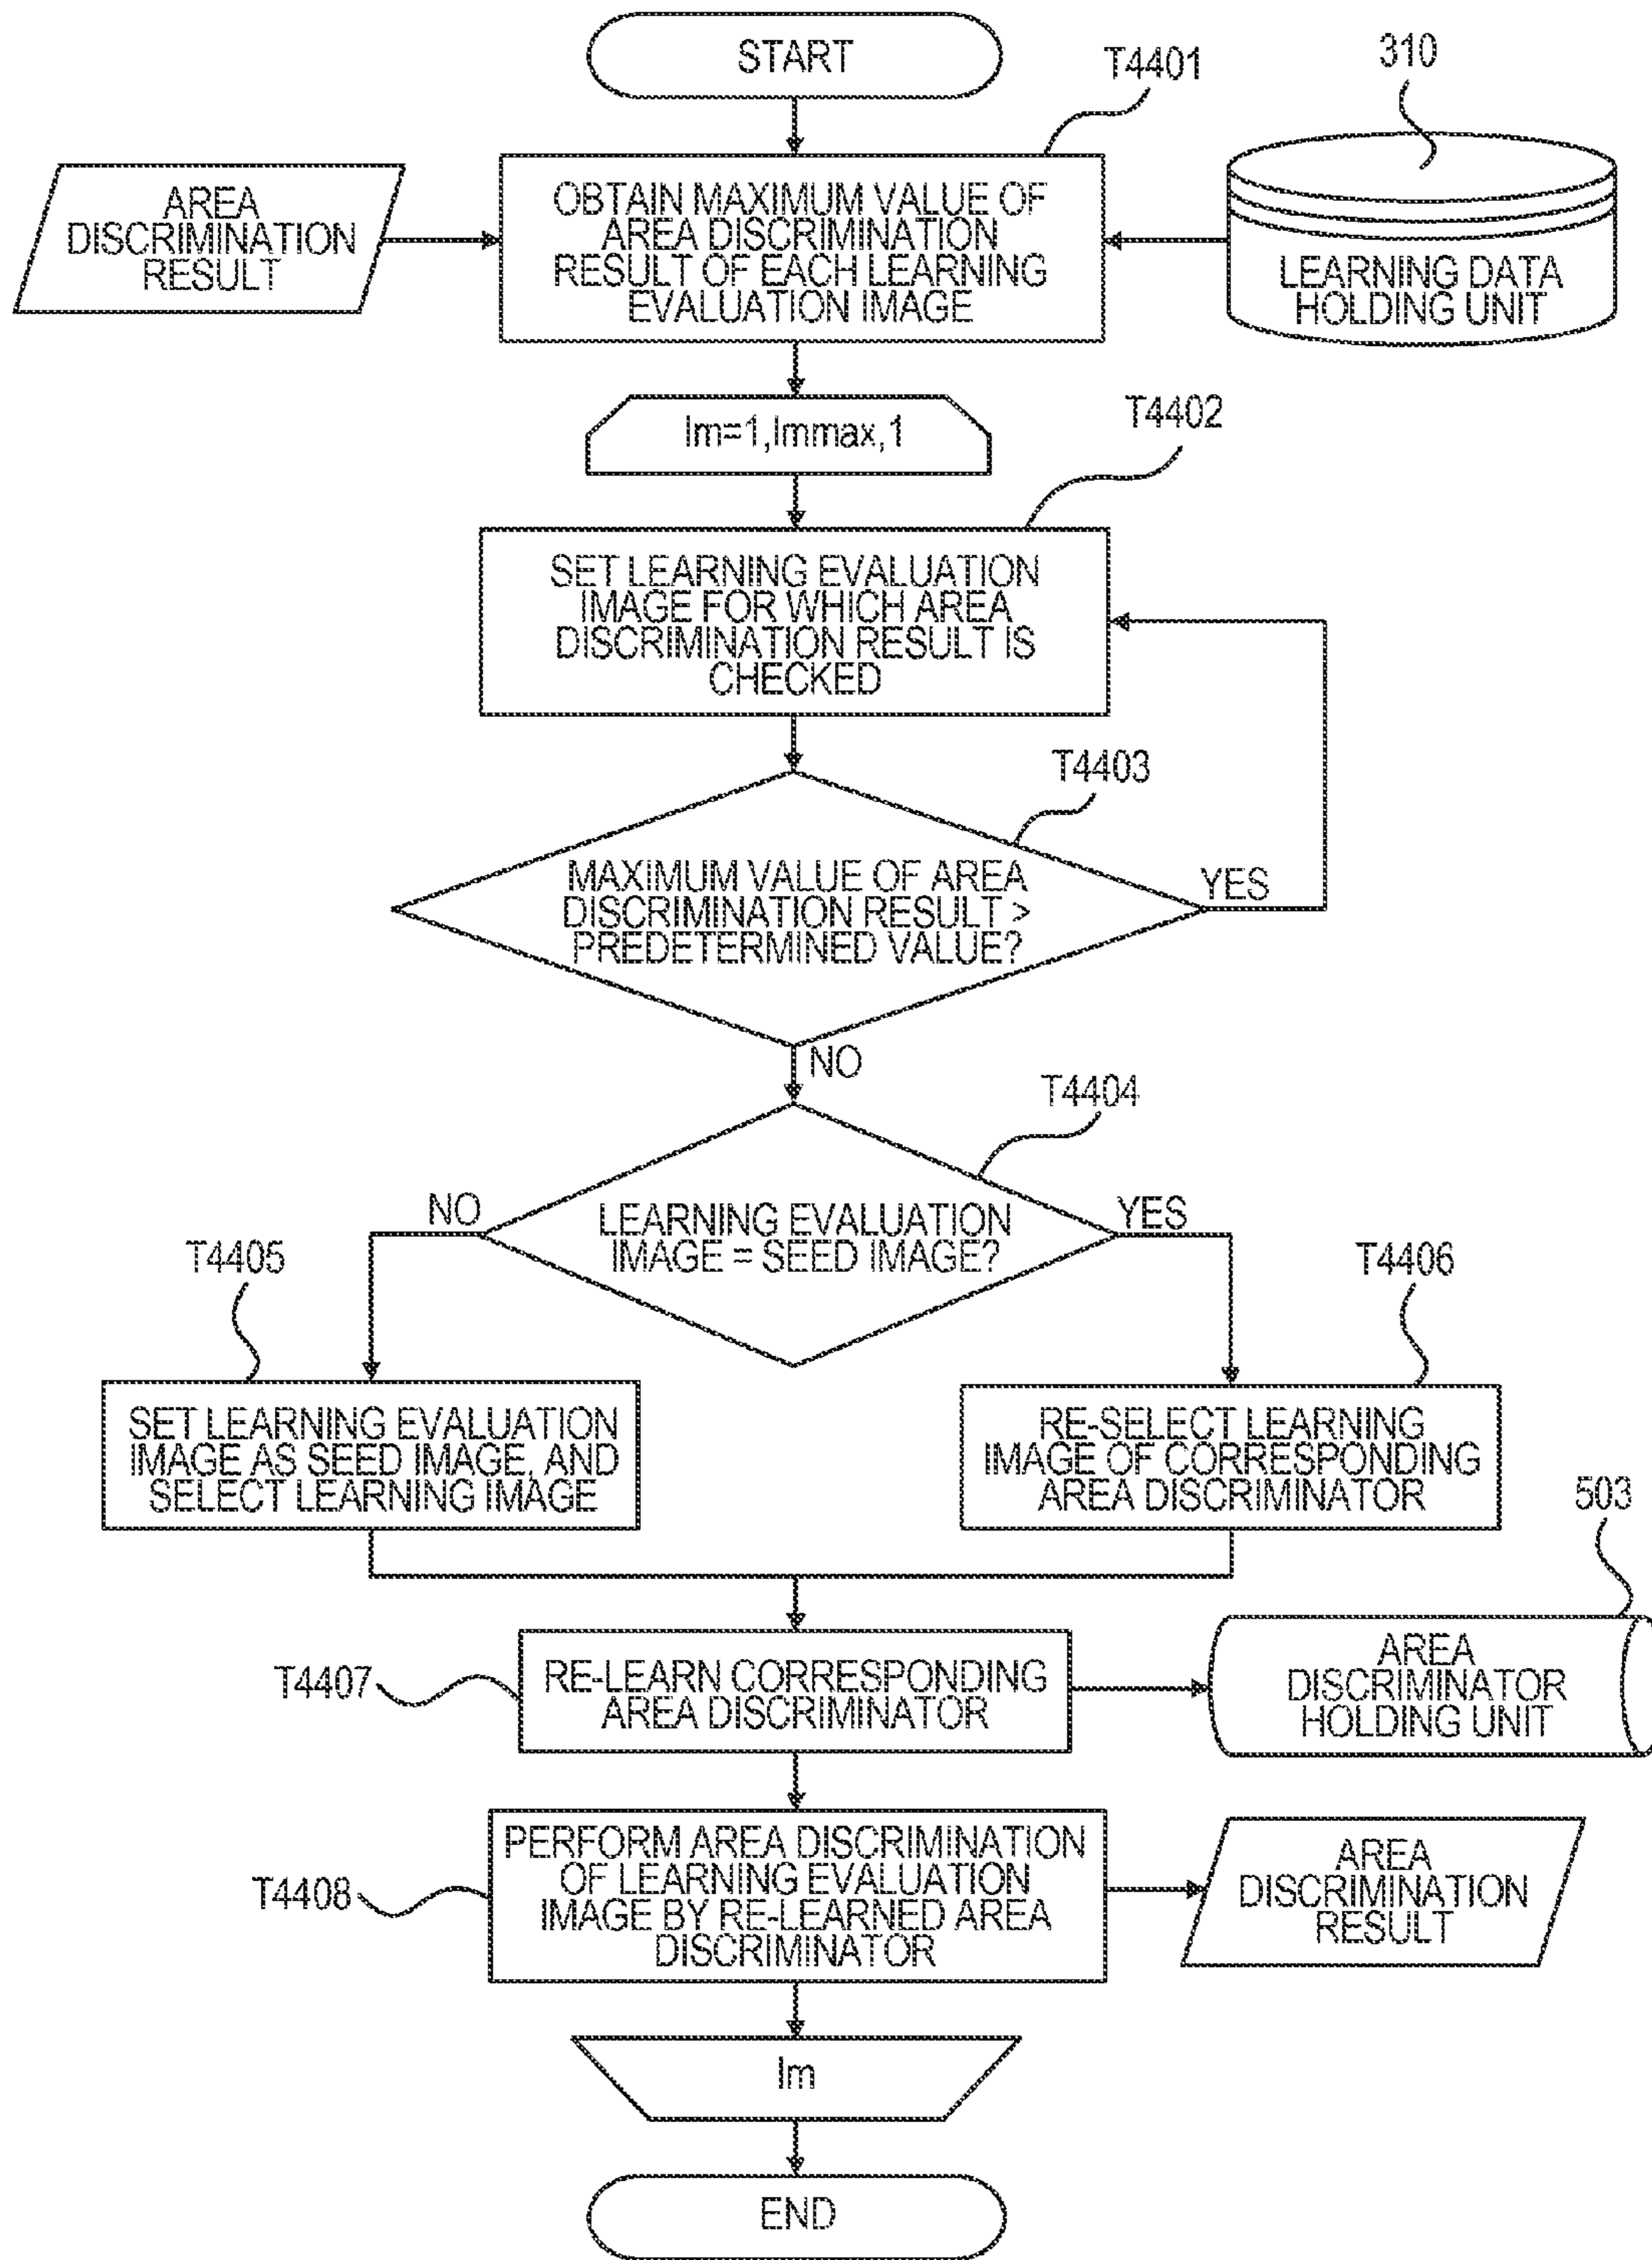 START
T4401
310
AREA
DISCRIMINATION
RESULT
OBTAIN MAXIMUM VALUE OF
AREA DISCRIMINATION
RESULT OF EACH LEARNING
EVALUATION IMAGE
LEARNING DATA
HOLDING UNIT
Im=1,Immax,1
T4402
SET LEARNING EVALUATION
IMAGE FOR WHICH AREA
DISCRIMINATION RESULT IS
CHECKED
T4403
MAXIMUM VALUE OF AREA
DISCRIMINATION RESULT >
PREDETERMINED VALUE?
YES
NO
T4404
LEARNING EVALUATION
IMAGE = SEED IMAGE?
NO
YES
T4405
T4406
SET LEARNING EVALUATION
IMAGE AS SEED IMAGE, AND
SELECT LEARNING IMAGE
RE-SELECT LEARNING
IMAGE OF CORRESPONDING
AREA DISCRIMINATOR
503
T4407
RE-LEARN CORRESPONDING
AREA DISCRIMINATOR
AREA
DISCRIMINATOR
HOLDING UNIT
T4408
PERFORM AREA DISCRIMINATION
OF LEARNING EVALUATION
IMAGE BY RE-LEARNED AREA
DISCRIMINATOR
AREA
DISCRIMINATION
RESULT
Im
END